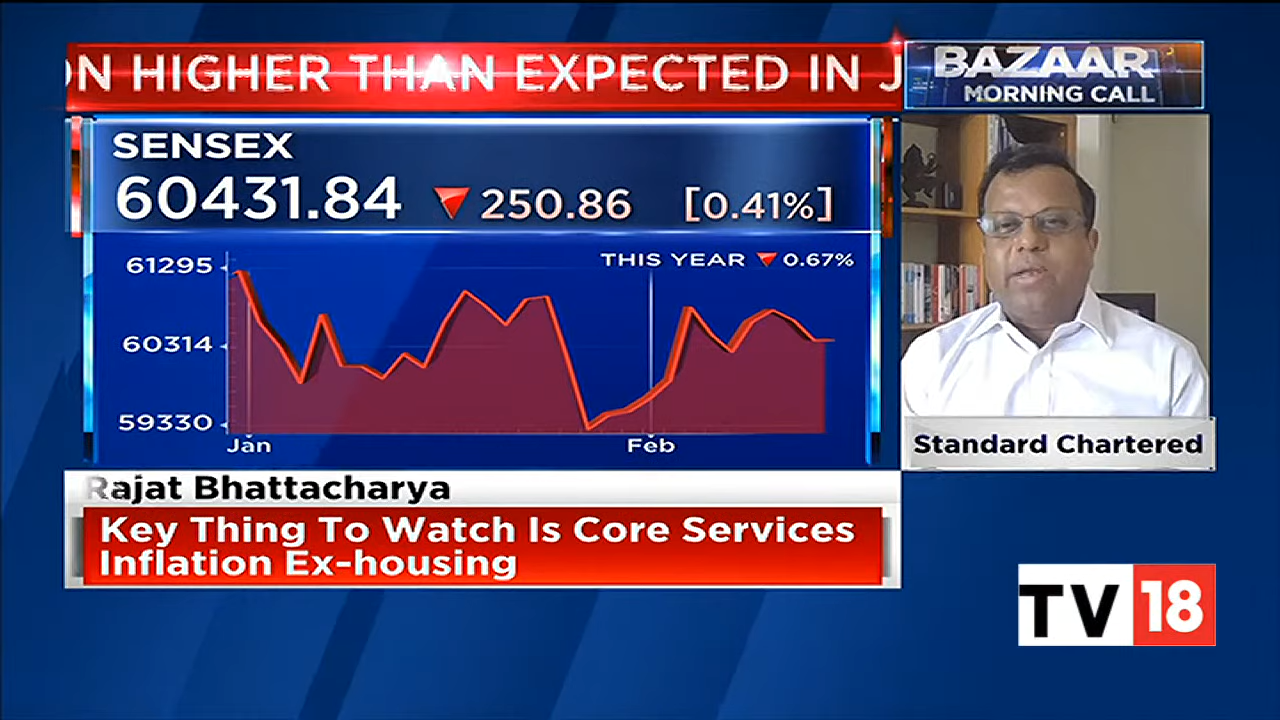 ON HIGHER THAN EXPECTED IN J
BAZAAR
MORNING CALL
SENSEX
60431.84 ▼ 250.86 [0.41%]
THIS YEAR ▼ 0.67%
61295
60314
59330
Jan Feb
Standard Chartered
Rajat Bhattacharya
Key Thing To Watch Is Core Services
Inflation Ex-housing
TV18